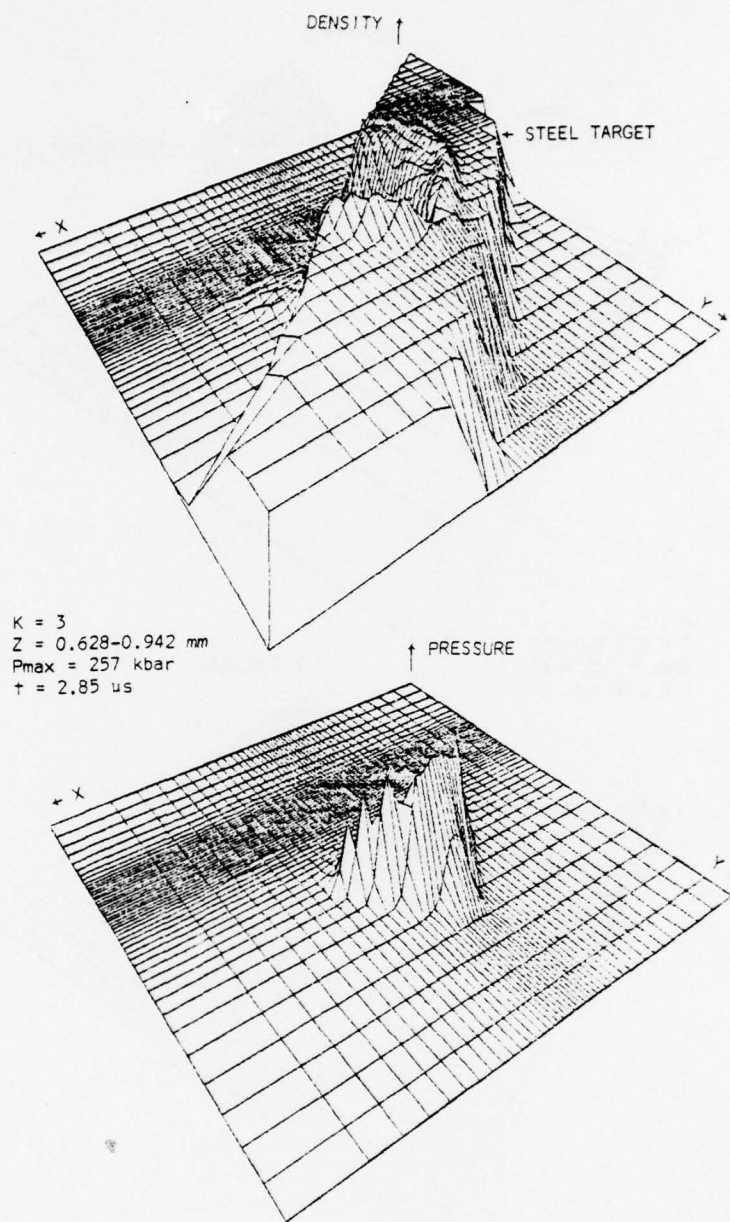 DENSITY ↑
← STEEL TARGET
← X
Y →
K = 3
Z = 0.628-0.942 mm
Pmax = 257 kbar
t = 2.85 us
↑ PRESSURE
← X
Y